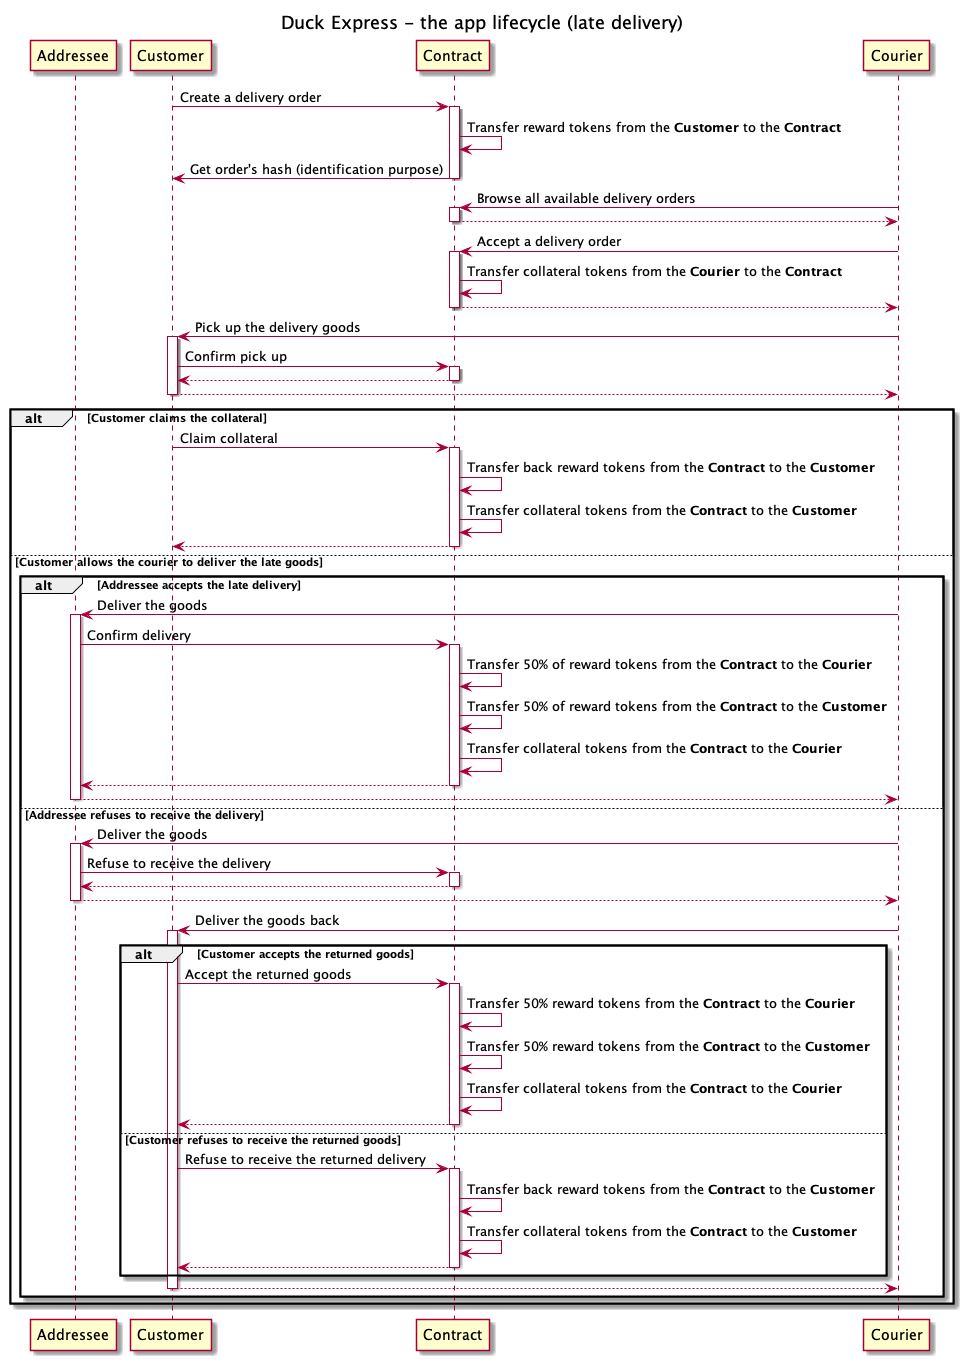 Duck Express - the app lifecycle (late delivery)
Addressee Customer Contract Courier
Create a delivery order
Transfer reward tokens from the Customer to the Contract
Get order's hash (identification purpose)
Browse all available delivery orders
Accept a delivery order
Transfer collateral tokens from the Courier to the Contract
Pick up the delivery goods
Confirm pick up
alt [Customer claims the collateral]
Claim collateral
Transfer back reward tokens from the Contract to the Customer
Transfer collateral tokens from the Contract to the Customer
[Customer allows the courier to deliver the late goods]
alt [Addressee accepts the late delivery]
Deliver the goods
Confirm delivery
Transfer 50% of reward tokens from the Contract to the Courier
Transfer 50% of reward tokens from the Contract to the Customer
Transfer collateral tokens from the Contract to the Courier
[Addressee refuses to receive the delivery]
Deliver the goods
Refuse to receive the delivery
Deliver the goods back
alt [Customer accepts the returned goods]
Accept the returned goods
Transfer 50% reward tokens from the Contract to the Courier
Transfer 50% reward tokens from the Contract to the Customer
Transfer collateral tokens from the Contract to the Courier
[Customer refuses to receive the returned goods]
Refuse to receive the returned delivery
Transfer back reward tokens from the Contract to the Customer
Transfer collateral tokens from the Contract to the Customer
Addressee Customer Contract Courier